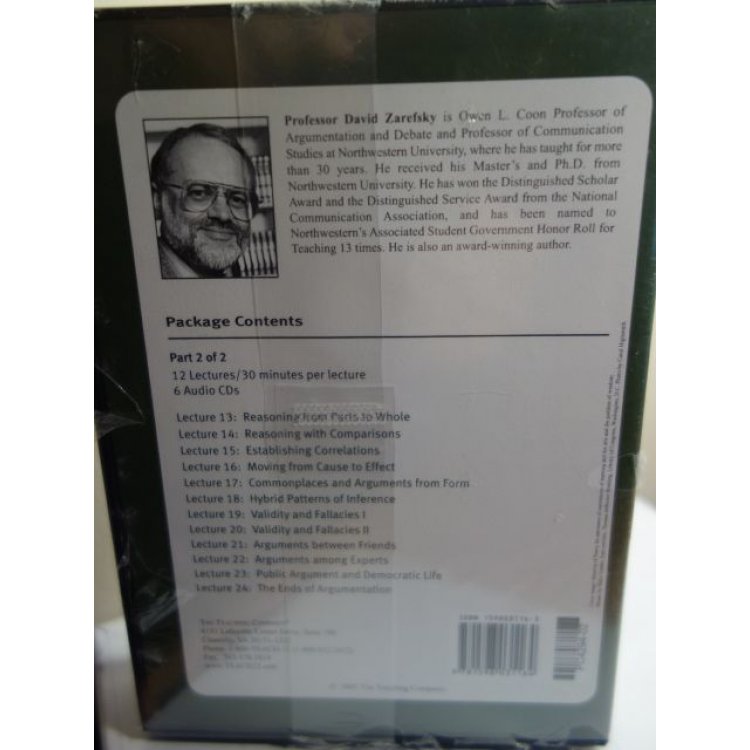 Professor David Zarefsky is Owen L. Coon Professor of
Argumentation and Debate and Professor of Communication
Studies at Northwestern University, where he has taught for more
than 30 years. He received his Master's and Ph.D. from
Northwestern University. He has won the Distinguished Scholar
Award and the Distinguished Service Award from the National
Communication Association, and has been named to
Northwestern's Associated Student Government Honor Roll for
Teaching 13 times. He is also an award-winning author.
Package Contents
Part 2 of 2
12 Lectures/30 minutes per lecture
6 Audio CDs
Lecture 13: Reasoning from Parts to Whole
Lecture 14: Reasoning with Comparisons
Lecture 15: Establishing Correlations
Lecture 16: Moving from Cause to Effect
Lecture 17: Commonplaces and Arguments from Form
Lecture 18: Hybrid Patterns of Inference
Lecture 19: Validity and Fallacies I
Lecture 20: Validity and Fallacies II
Lecture 21: Arguments between Friends
Lecture 22: Arguments among Experts
Lecture 23: Public Argument and Democratic Life
Lecture 24: The Ends of Argumentation
The Teaching Company
ISBN
The Teaching Company